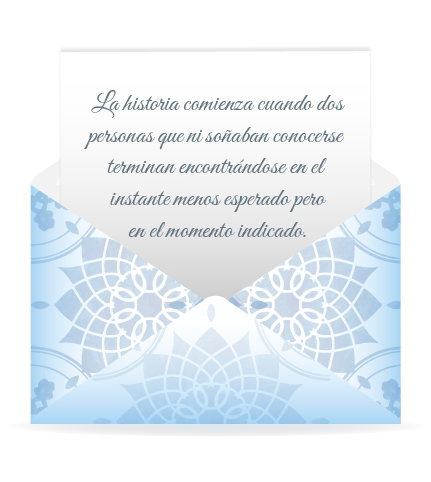 La historia comienza cuando dos
personas que ni soñaban conocerse
terminan encontrándose en el
instante menos esperado pero
en el momento indicado.